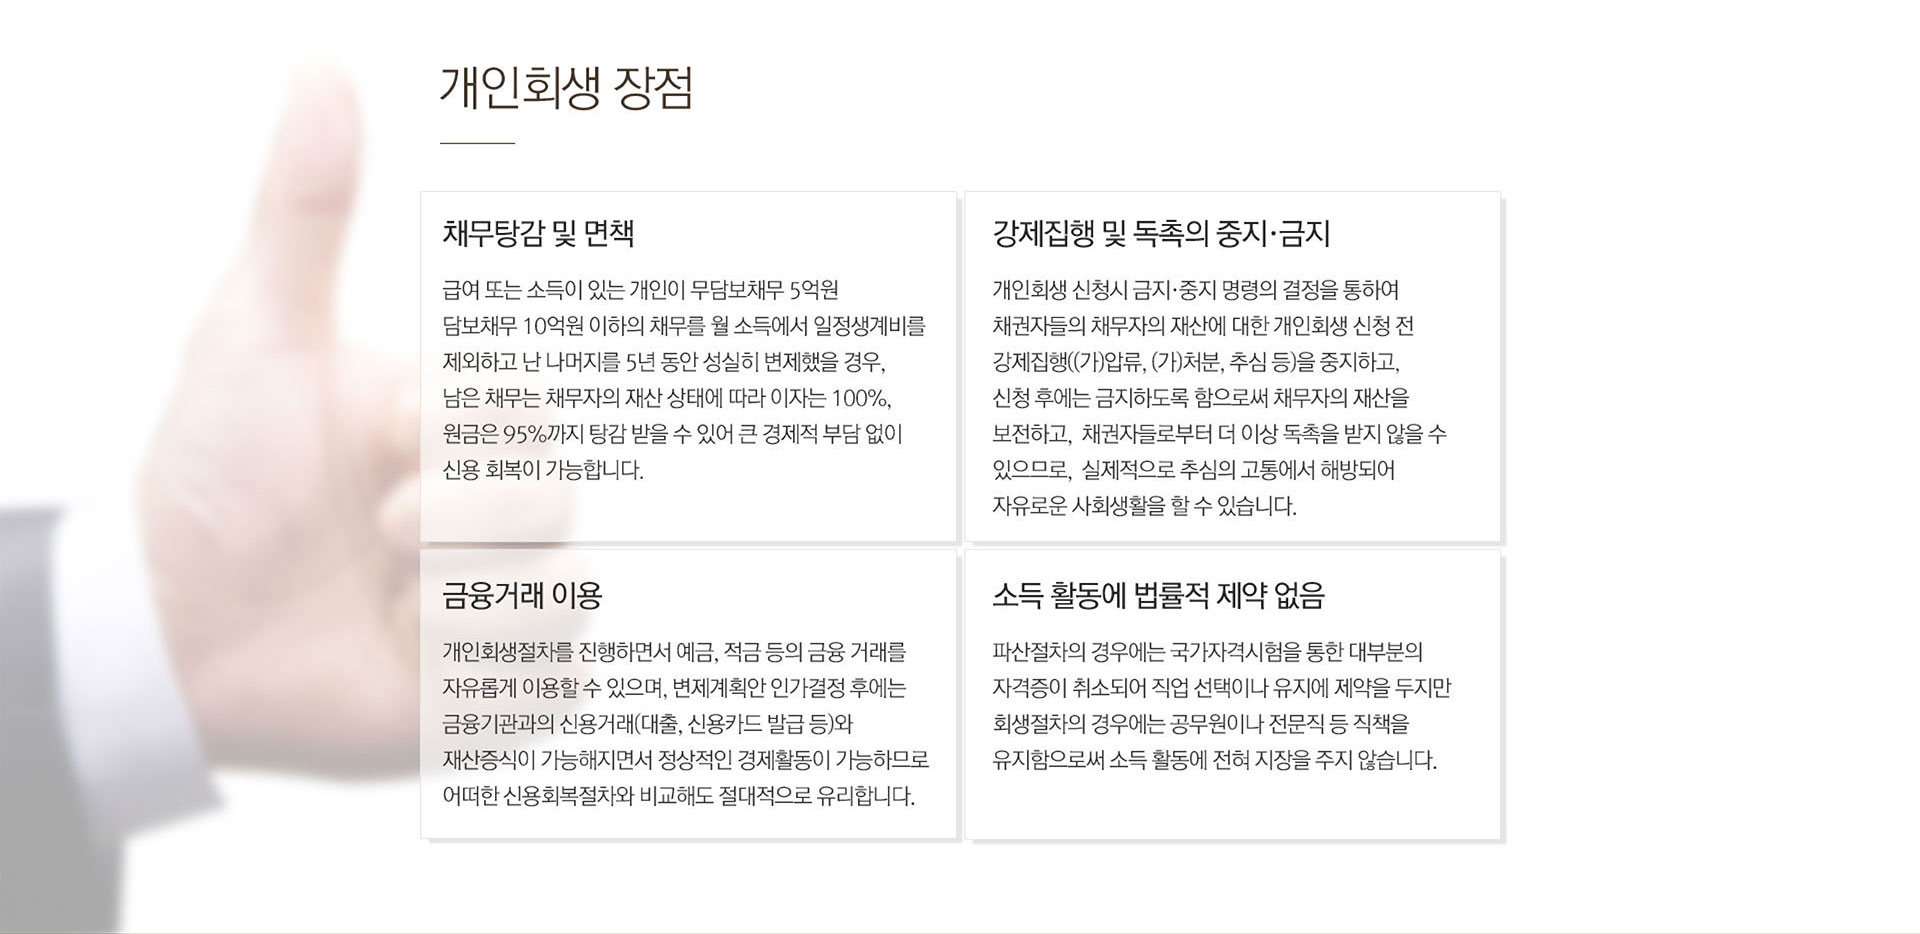 개인회생 장점
채무탕감 및 면책
급여 또는 소득이 있는 개인이 무담보채무 5억원
담보채무 10억원 이하의 채무를 월 소득에서 일정생계비를
제외하고 난 나머지를 5년 동안 성실히 변제했을 경우,
남은 채무는 채무자의 재산 상태에 따라 이자는 100%,
원금은 95%까지 탕감 받을 수 있어 큰 경제적 부담 없이
신용 회복이 가능합니다.
강제집행 및 독촉의 중지·금지
개인회생 신청시 금지·중지 명령의 결정을 통하여
채권자들의 채무자의 재산에 대한 개인회생 신청 전
강제집행((가)압류, (가)처분, 추심 등)을 중지하고,
신청 후에는 금지하도록 함으로써 채무자의 재산을
보전하고, 채권자들로부터 더 이상 독촉을 받지 않을 수
있으므로, 실제적으로 추심의 고통에서 해방되어
자유로운 사회생활을 할 수 있습니다.
금융거래 이용
개인회생절차를 진행하면서 예금, 적금 등의 금융 거래를
자유롭게 이용할 수 있으며, 변제계획안 인가결정 후에는
금융기관과의 신용거래(대출, 신용카드 발급 등)와
재산증식이 가능해지면서 정상적인 경제활동이 가능하므로
어떠한 신용회복절차와 비교해도 절대적으로 유리합니다.
소득 활동에 법률적 제약 없음
파산절차의 경우에는 국가자격시험을 통한 대부분의
자격증이 취소되어 직업 선택이나 유지에 제약을 두지만
회생절차의 경우에는 공무원이나 전문직 등 직책을
유지함으로써 소득 활동에 전혀 지장을 주지 않습니다.